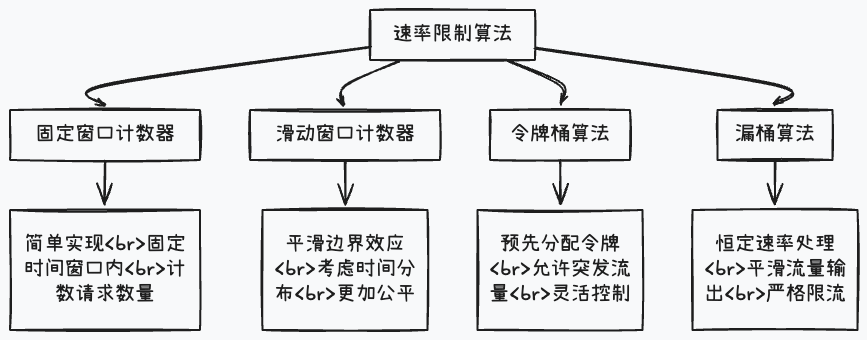 速率限制算法
固定窗口计数器
滑动窗口计数器
令牌桶算法
漏桶算法
简单实现<br>固定
时间窗口内<br>计
数请求数量
平滑边界效应
<br>考虑时间分
布<br>更加公平
预先分配令牌
<br>允许突发流
量<br>灵活控制
恒定速率处理
<br>平滑流量输
出<br>严格限流